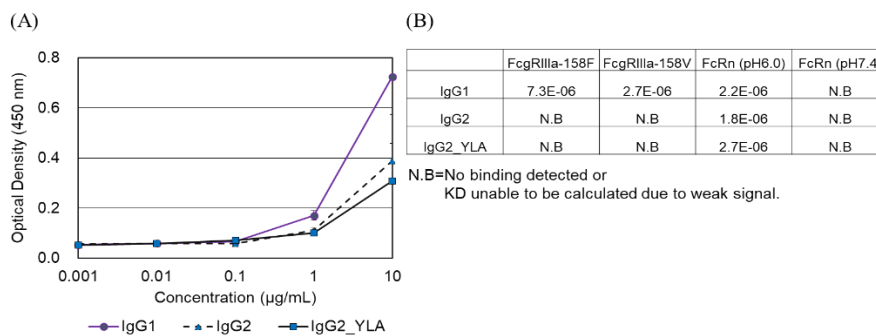 (A)
0.8
0.6
0.4
0.2
0.0
Optical Density (450 nm)
0.001 0.01 0.1 1 10
Concentration (μg/mL)
IgG1 IgG2 IgG2_YLA
(B)
FcgRIIIa-158F FcgRIIIa-158V FcRn (pH6.0) FcRn (pH7.4
IgG1 7.3E-06 2.7E-06 2.2E-06 N.B
IgG2 N.B N.B 1.8E-06 N.B
IgG2_YLA N.B N.B 2.7E-06 N.B
N.B=No binding detected or
KD unable to be calculated due to weak signal.